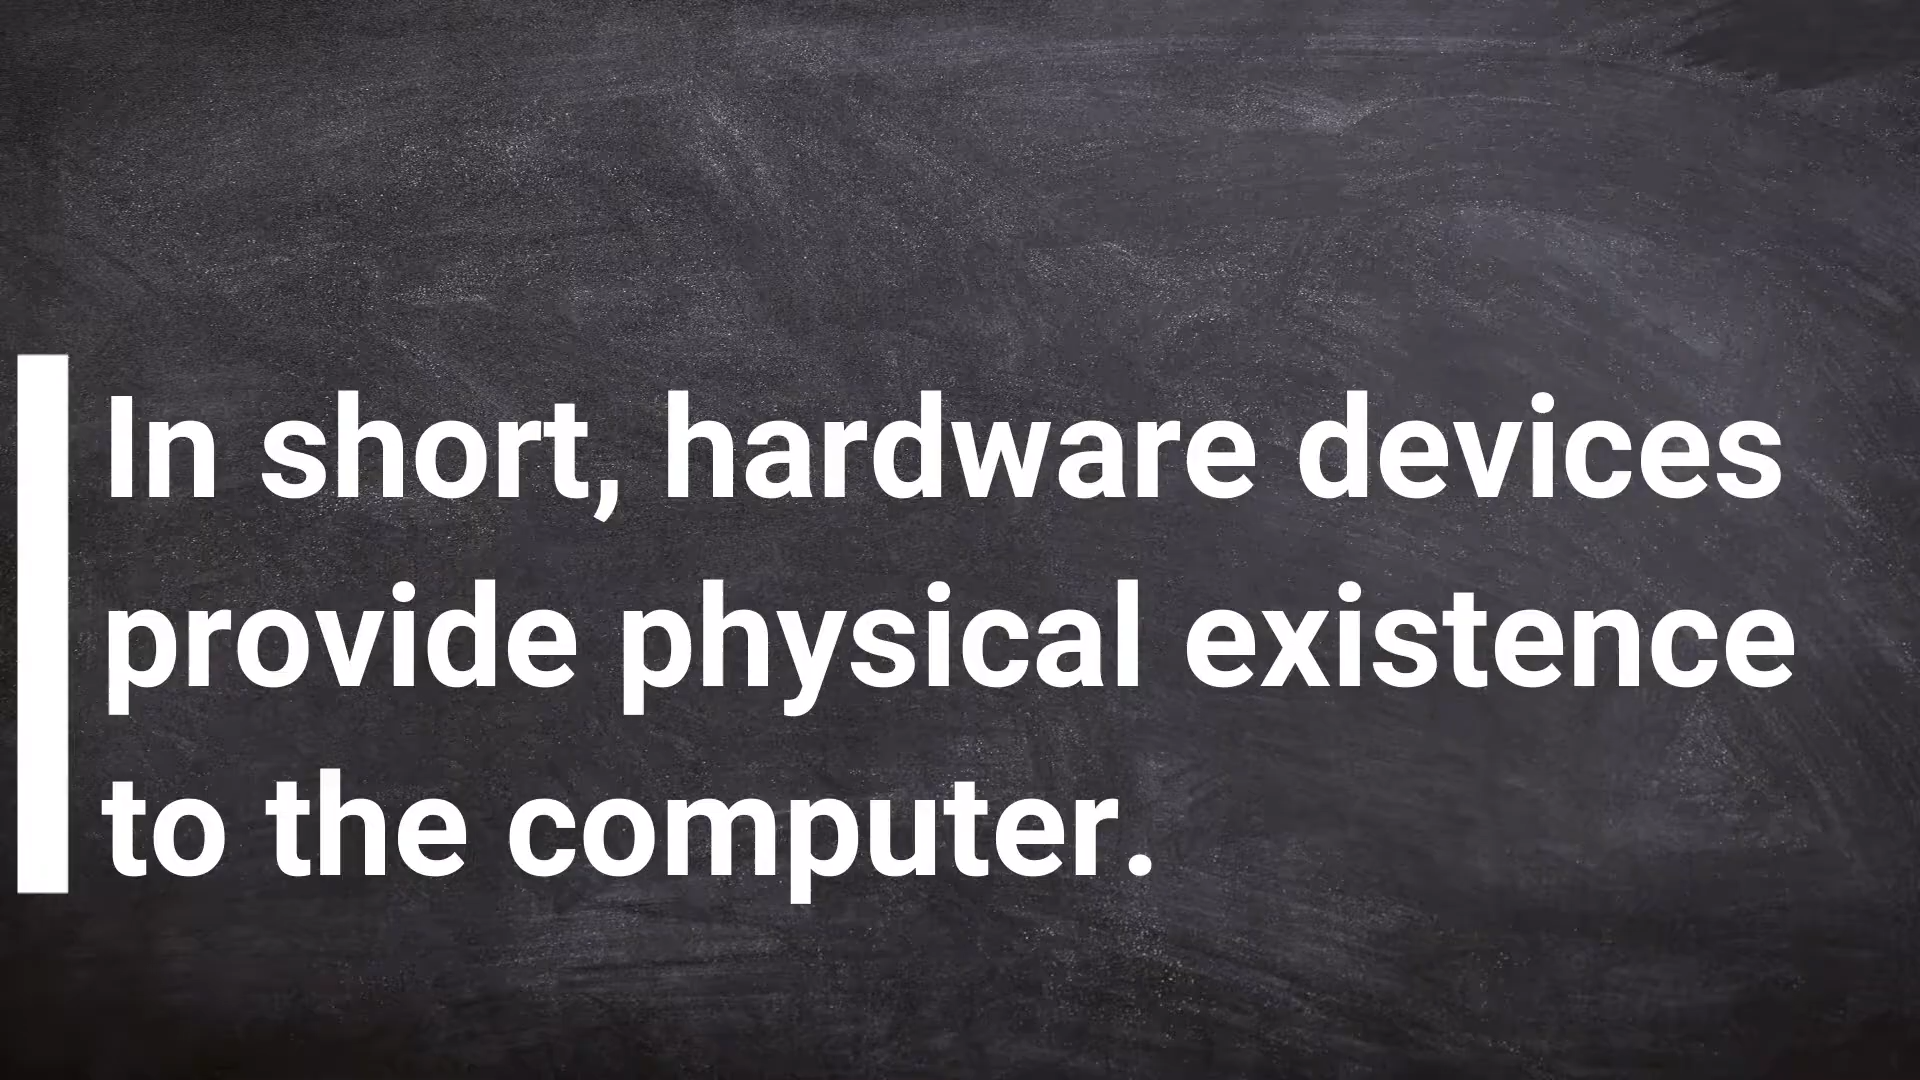 In short, hardware devices
provide physical existence
to the computer.